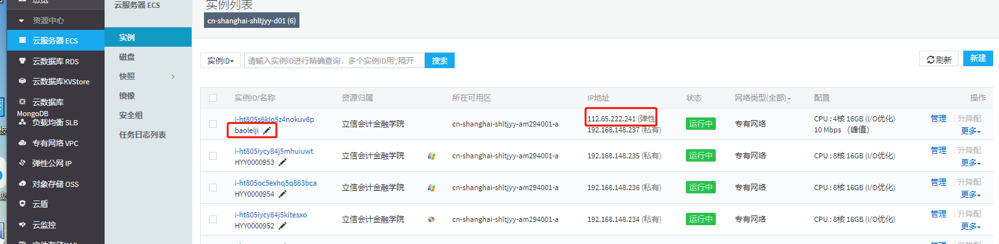 总览
资源中心
云服务器 ECS
云数据库 RDS
云数据库KVStore
云数据库
MongoDB
负载均衡 SLB
专有网络 VPC
弹性公网 IP
对象存储 OSS
云盾
云监控
文件存储NAS
云服务器 ECS
实例
磁盘
快照
镜像
安全组
任务日志列表
实例列表
cn-shanghai-shltjyy-d01 (6)
实例ID
请输入实例ID进行精确查询，多个实例ID用','隔开
搜索
刷新
新建
实例ID/名称 资源归属 所在可用区 IP地址 状态 网络类型(全部) 配置 操作
i-ht805s6kio5z4nokuv6p 112.65.222.241 (弹性 CPU : 4核 16GB (I/O优化) 管理 | 升降配
立信会计金融学院 cn-shanghai-shltjyy-am294001-a 运行中 专有网络
baoleiji 192.168.148.237 (私有) 10 Mbps （峰值） 更多
i-ht805iycy84j5mhuiuwt 管理 | 升降配
立信会计金融学院 cn-shanghai-shltjyy-am294001-a 192.168.148.235 (私有) 运行中 专有网络 CPU : 8核 16GB (I/O优化)
HYY0000953 更多
i-ht805oc5exhq5q863bca 管理 | 升降配
立信会计金融学院 cn-shanghai-shltjyy-am294001-a 192.168.148.236 (私有) 运行中 专有网络 CPU : 8核 16GB (I/O优化)
HYY0000954 更多
i-ht805iycy84j5kitesxo 管理 | 升降配
立信会计金融学院 cn-shanghai-shltjyy-am294001-a 192.168.148.234 (私有) 运行中 专有网络 CPU : 8核 16GB (I/O优化)
HYY0000952 更多